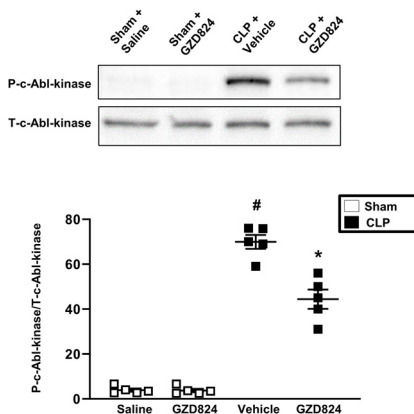 Sham +
Saline
Sham +
GZD824
CLP +
Vehicle
CLP +
GZD824
P-c-Abl-kinase
T-c-Abl-kinase
P-c-Abl-kinase/T-c-Abl-kinase
80
60
40
20
0
#
*
Sham
CLP
Saline
GZD824
Vehicle
GZD824